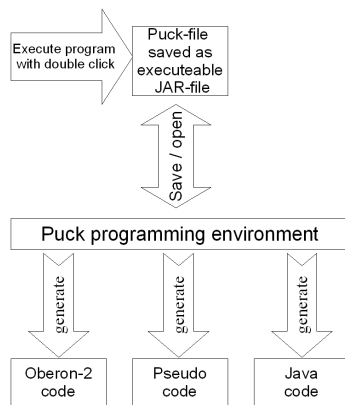 Execute program
with double click
Puck-file
saved as
executeable
JAR-file
Save / open
Puck programming environment
generate
generate
generate
Oberon-2
code
Pseudo
code
Java
code